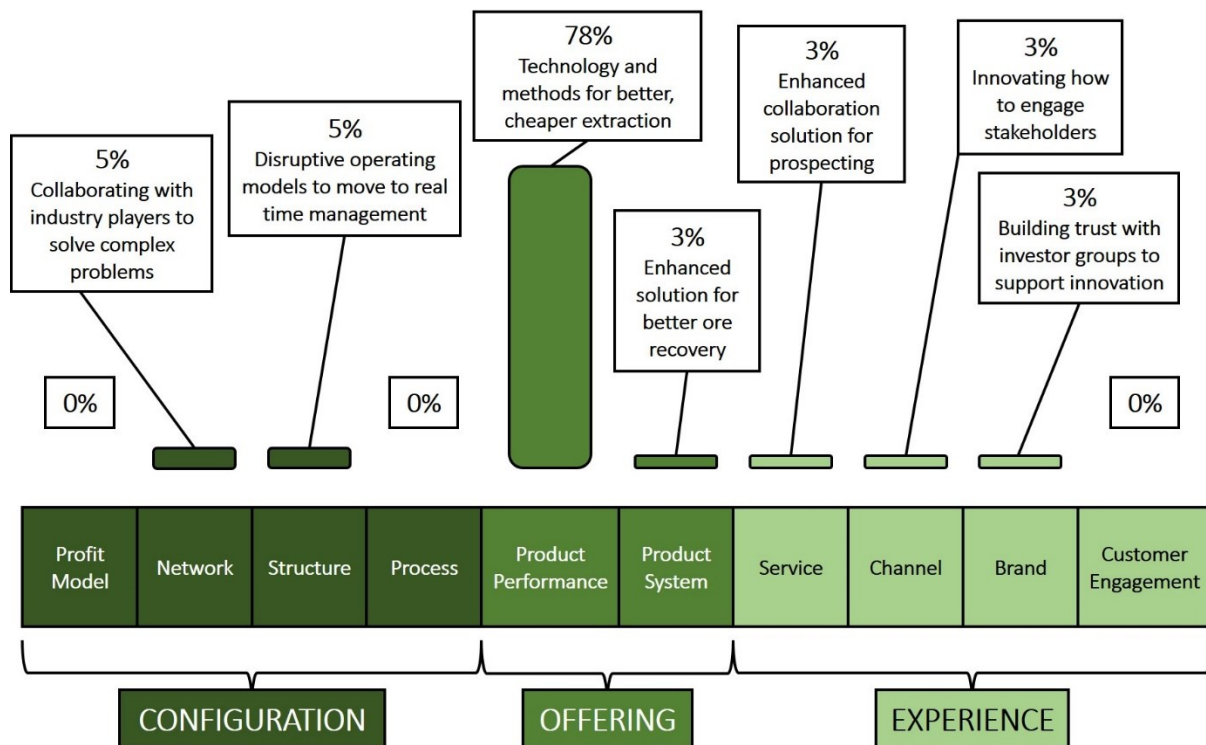 5%
Collaborating with
industry players to
solve complex
problems
5%
Disruptive operating
models to move to real
time management
78%
Technology and
methods for better,
cheaper extraction
3%
Enhanced
solution for
better ore
recovery
3%
Enhanced
collaboration
solution for
prospecting
3%
Innovating how
to engage
stakeholders
3%
Building trust with
investor groups to
support innovation
0%
0%
0%
Profit
Model
Network
Structure
Process
Product
Performance
Product
System
Service
Channel
Brand
Customer
Engagement
CONFIGURATION
OFFERING
EXPERIENCE